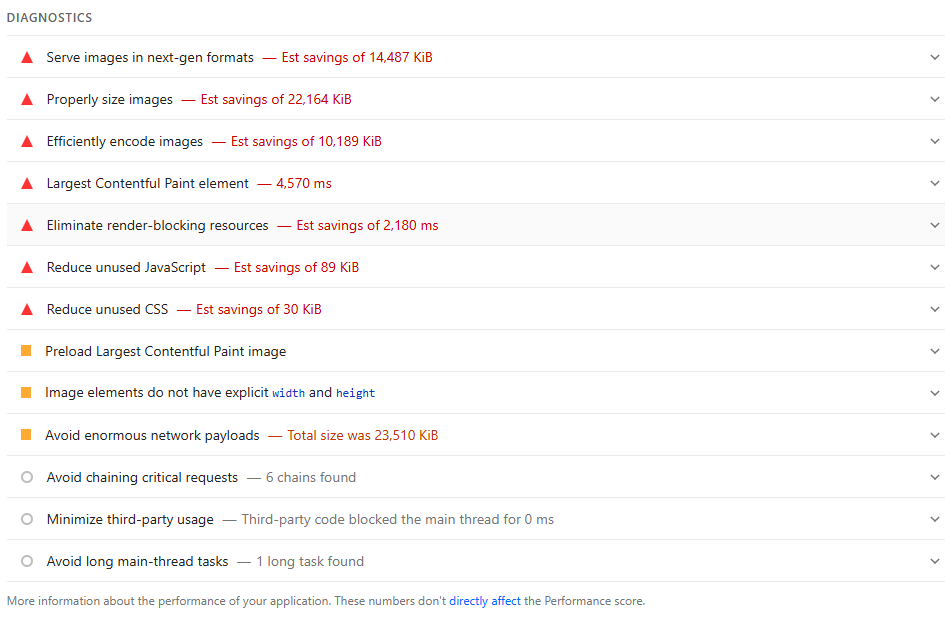 DIAGNOSTICS
Serve images in next-gen formats — Est savings of 14,487 KiB
Properly size images — Est savings of 22,164 KiB
Efficiently encode images — Est savings of 10,189 KiB
Largest Contentful Paint element — 4,570 ms
Eliminate render-blocking resources — Est savings of 2,180 ms
Reduce unused JavaScript — Est savings of 89 KiB
Reduce unused CSS — Est savings of 30 KiB
Preload Largest Contentful Paint image
Image elements do not have explicit width and height
Avoid enormous network payloads — Total size was 23,510 KiB
Avoid chaining critical requests — 6 chains found
Minimize third-party usage — Third-party code blocked the main thread for 0 ms
Avoid long main-thread tasks — 1 long task found
More information about the performance of your application. These numbers don't directly affect the Performance score.